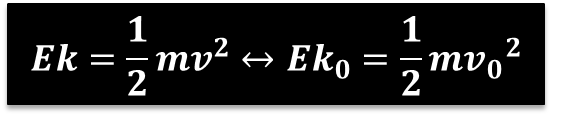 Ek = 1/2 mv² ↔ Ek₀ = 1/2 mv₀²